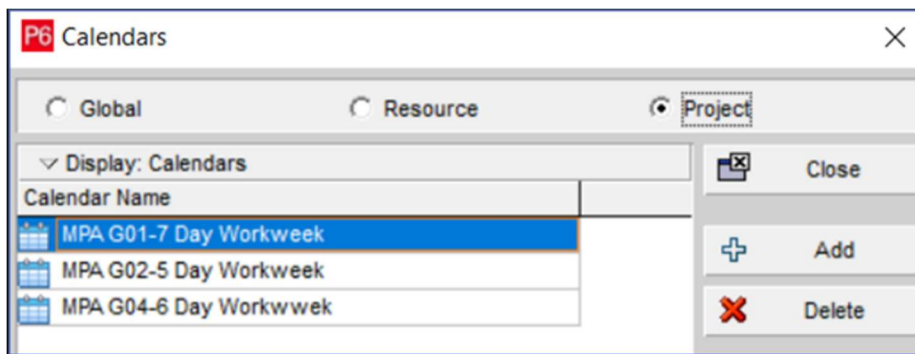 P6 Calendars
Global Resource Project
Display: Calendars Close
Calendar Name
MPA G01-7 Day Workweek
MPA G02-5 Day Workweek Add
MPA G04-6 Day Workwwek Delete